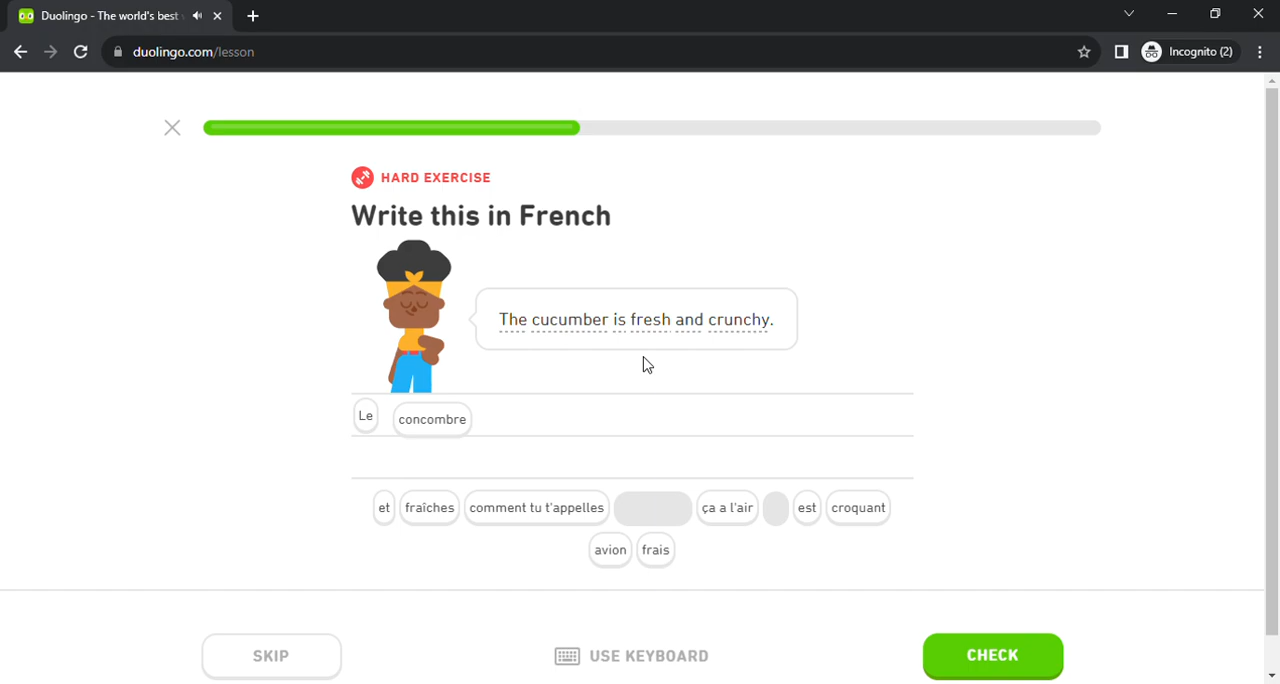 Duolingo - The world's best
duolingo.com/lesson
Incognito (2)
HARD EXERCISE
Write this in French
The cucumber is fresh and crunchy.
Le concombre
et fraîches comment tu t'appelles ça a l'air est croquant
avion frais
SKIP USE KEYBOARD CHECK